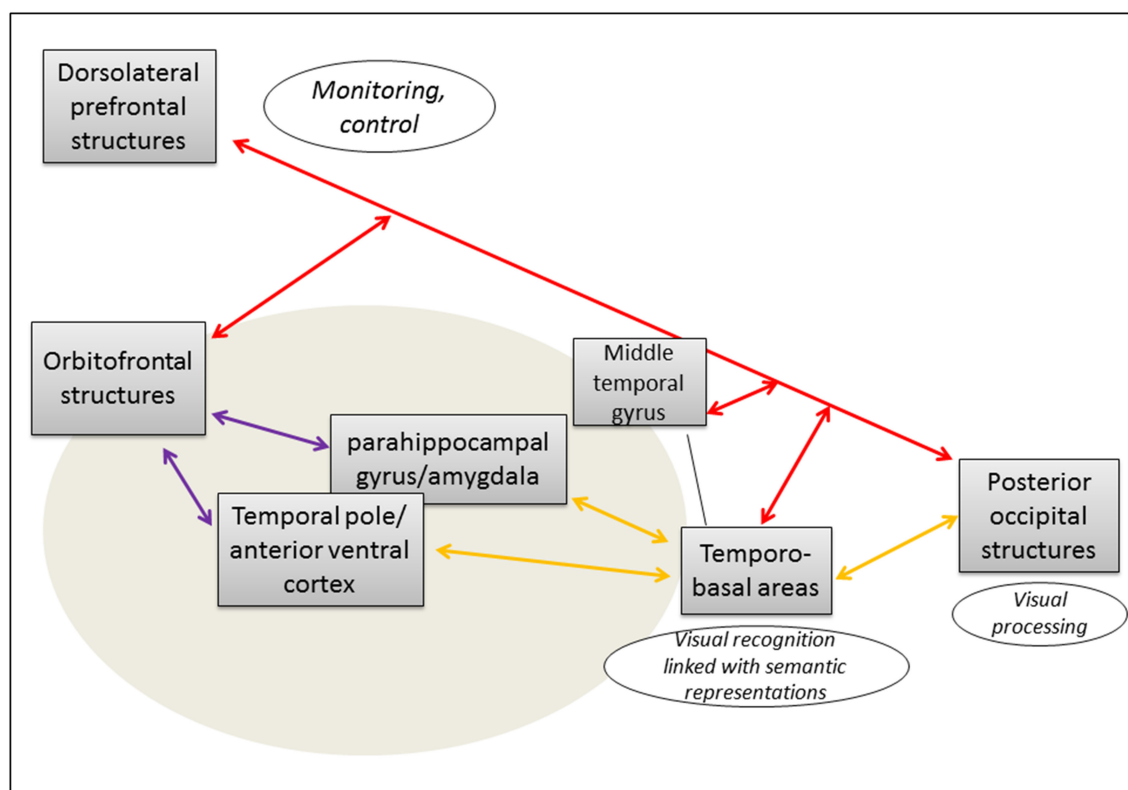 Dorsolateral
prefrontal
structures
Monitoring,
control
Orbitofrontal
structures
Middle
temporal
gyrus
parahippocampal
gyrus/amygdala
Temporal pole/
anterior ventral
cortex
Temporo-
basal areas
Posterior
occipital
structures
Visual recognition
linked with semantic
representations
Visual
processing